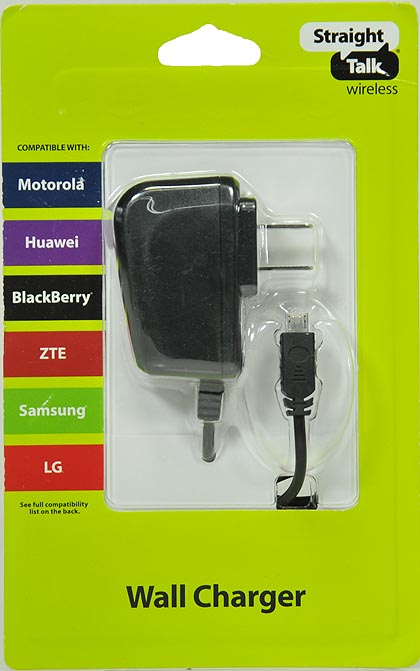 Straight
Talk
wireless
COMPATIBLE WITH:
Motorola
Huawei
BlackBerry
ZTE
Samsung
LG
See full compatibility
list on the back.
Wall Charger